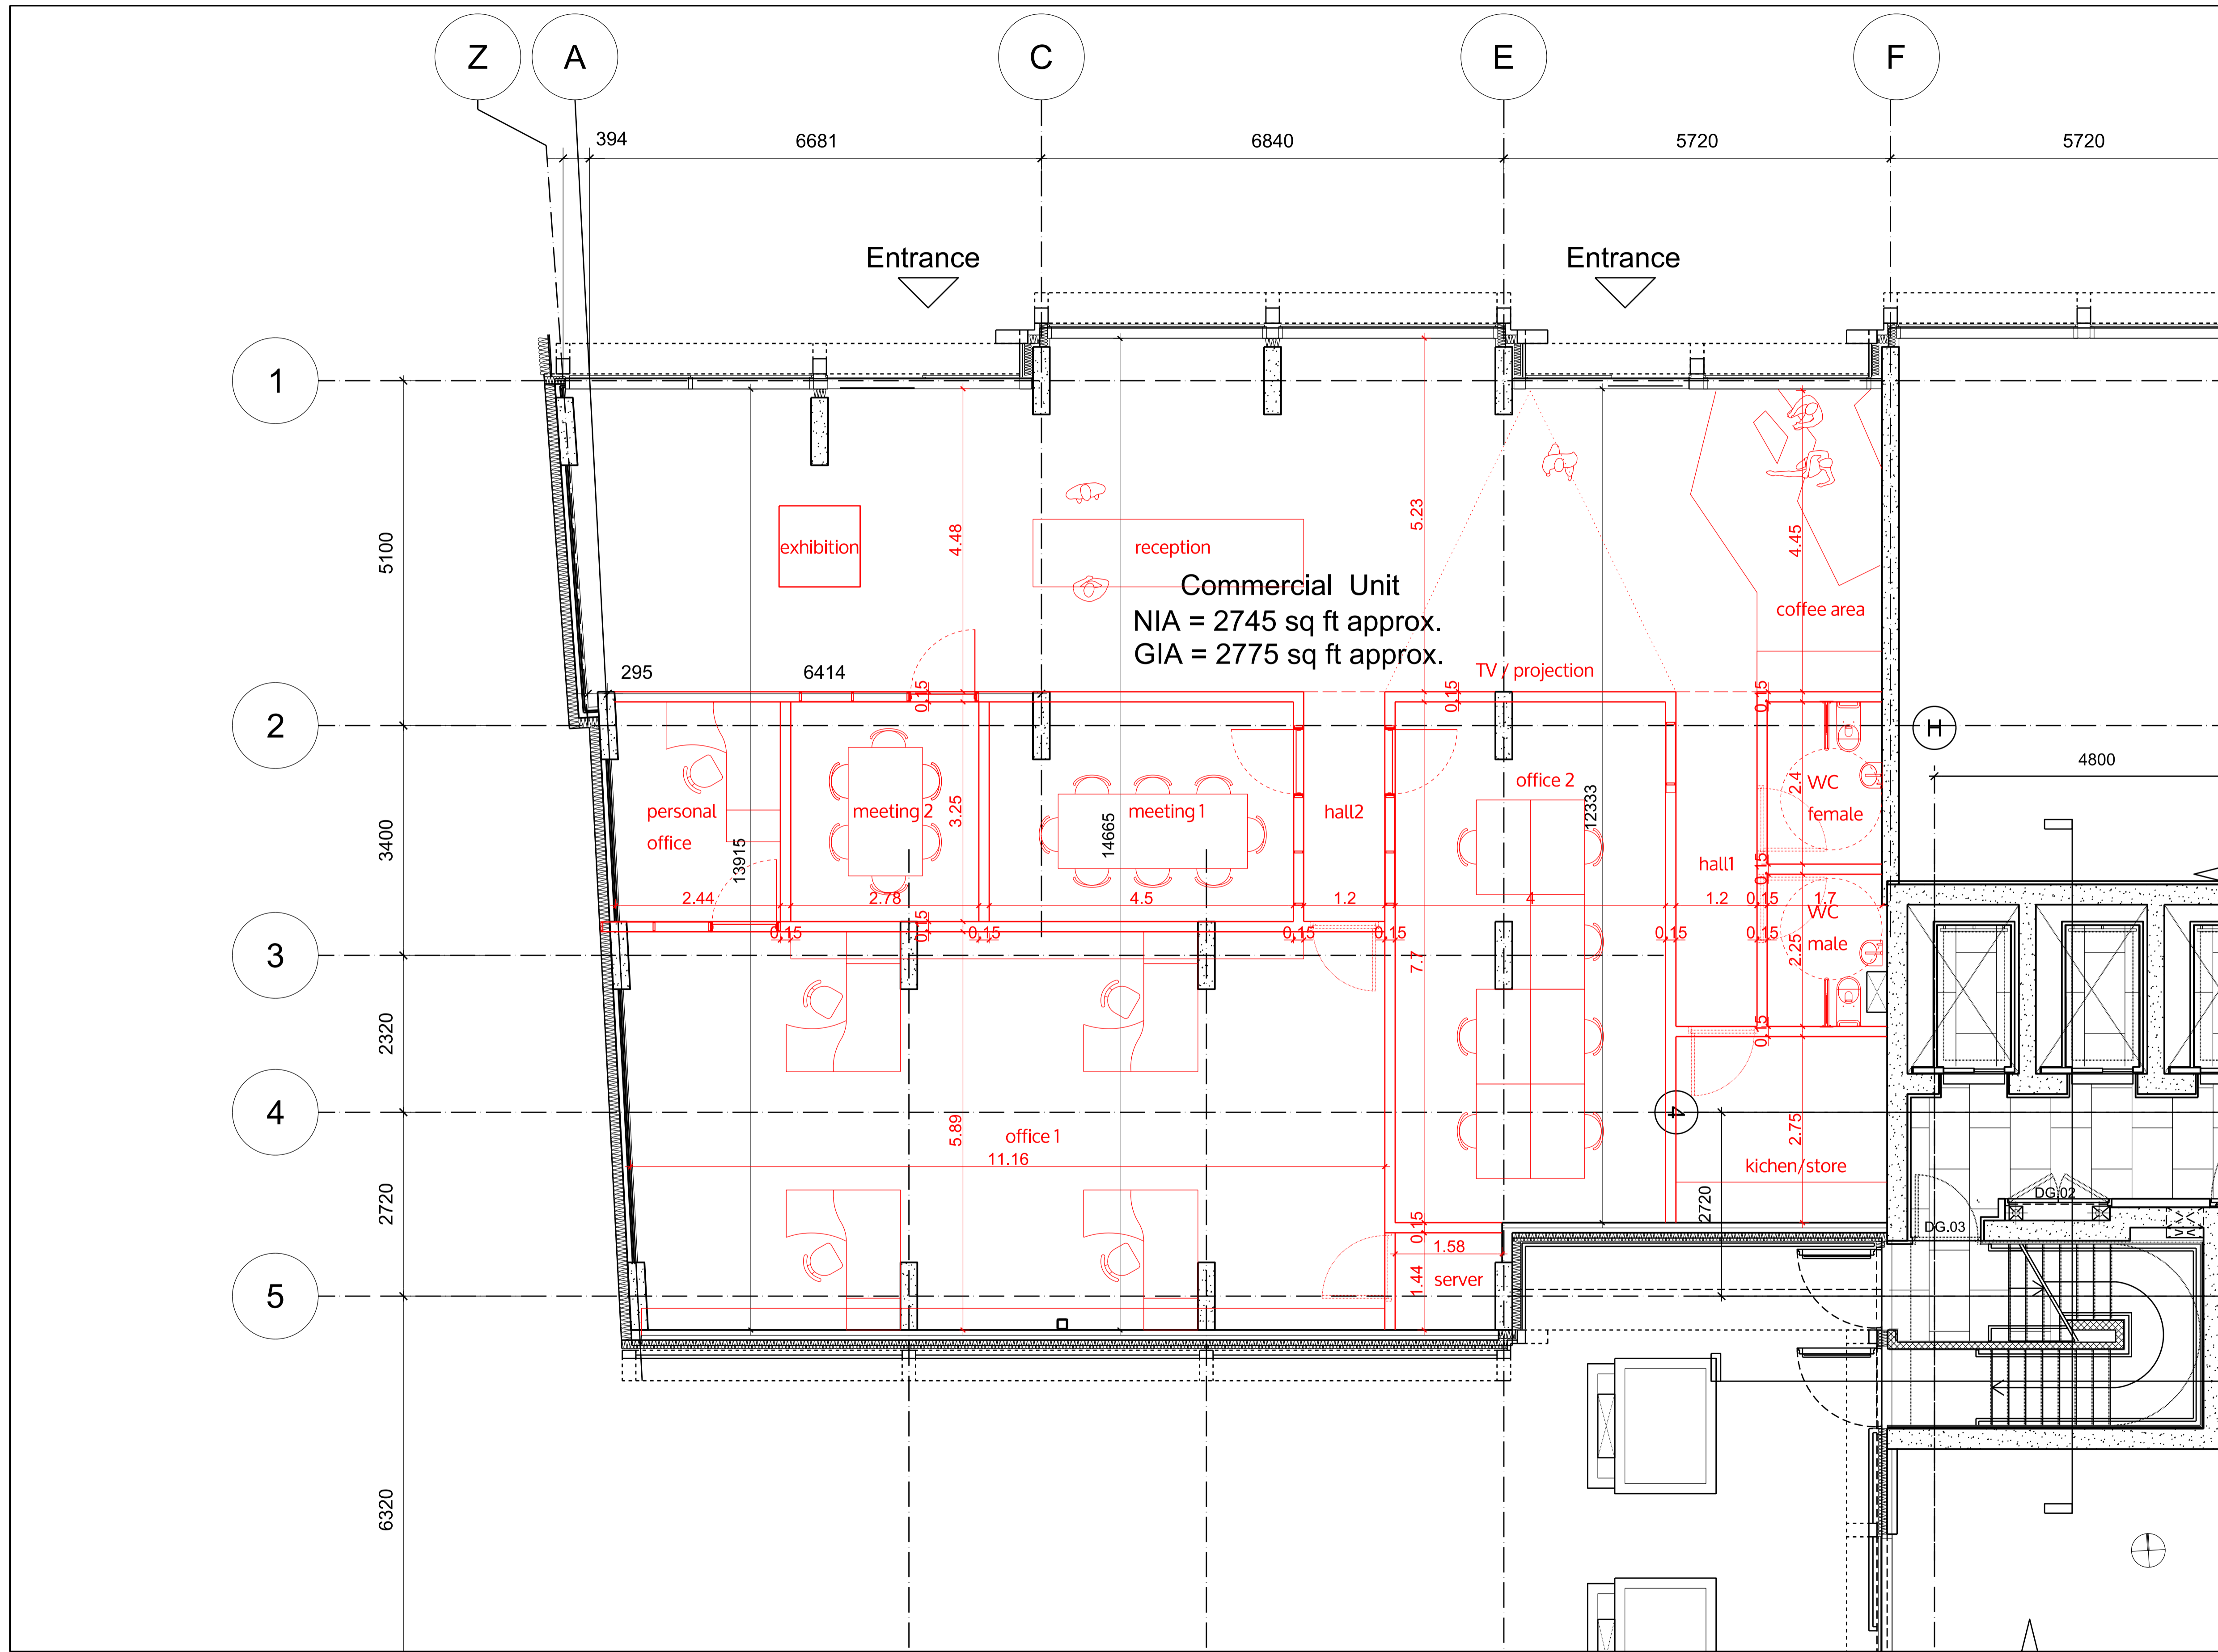 Z
A
C
E
F
394
6681
6840
5720
5720
Entrance
Entrance
1
5100
4.48
5.23
4.45
exhibition
reception
Commercial Unit
NIA = 2745 sq ft approx.
GIA = 2775 sq ft approx.
coffee area
TV / projection
295
6414
0.15
0.15
0.15
2
H
4800
3400
personal
office
13915
meeting 2
3.25
14665
meeting 1
hall2
office 2
12333
hall1
2.4
WC
female
0.15
2.44
2.78
4.5
1.2
4
1.2
0.15
1.7
WC
male
0.15
0.15
0.15
0.15
0.15
0.15
0.15
3
7.7
2.25
2320
0.15
4
4
5.89
office 1
11.16
2.75
kichen/store
2720
2720
DG.02
DG.03
0.15
1.58
1.44
server
5
6320